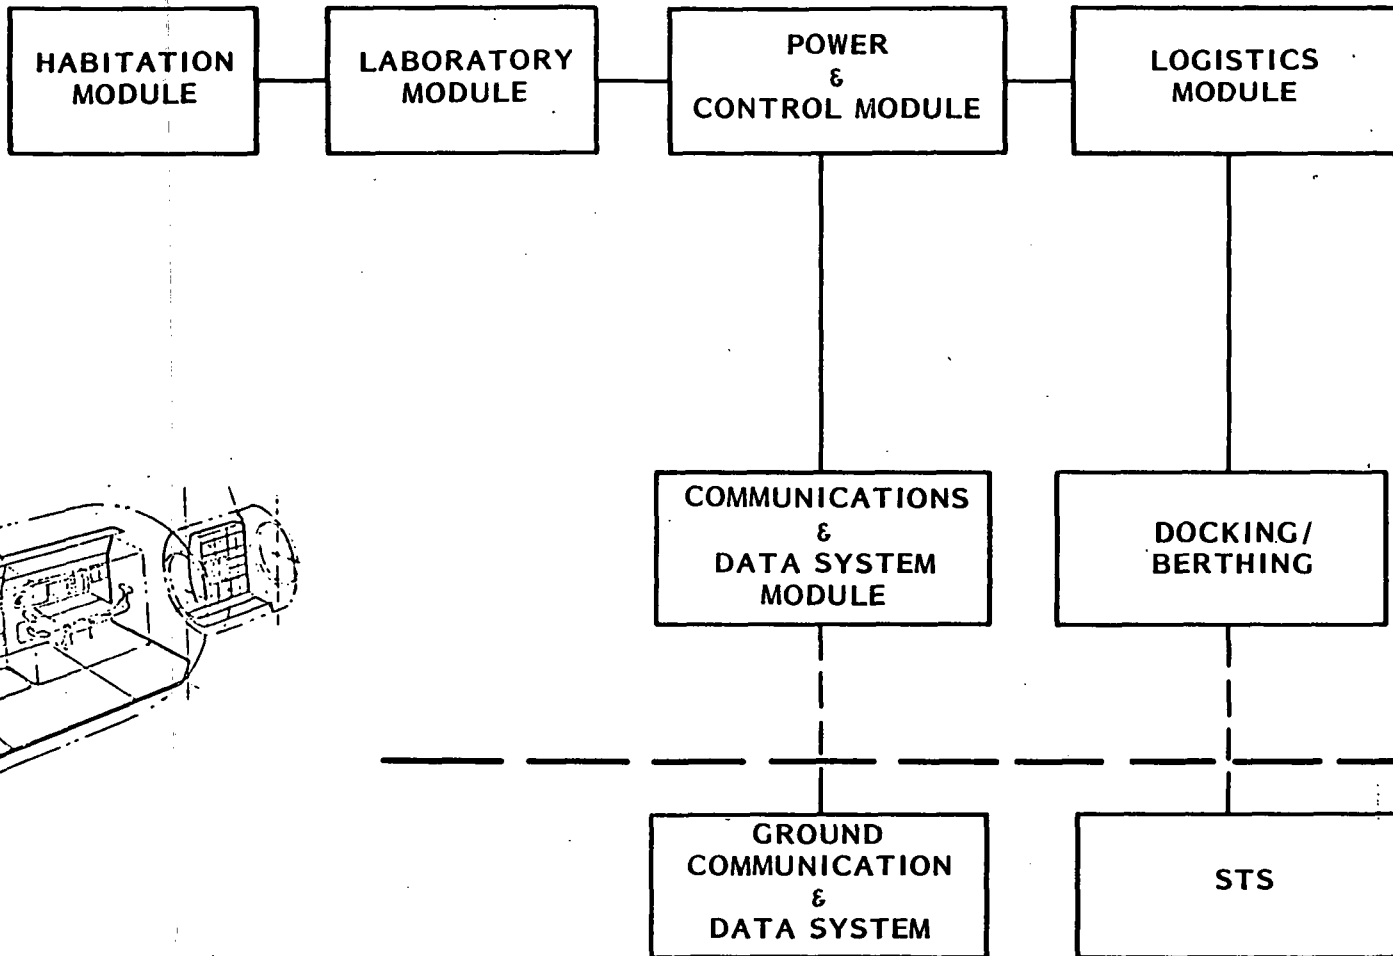 HABITATION
MODULE
LABORATORY
MODULE
POWER
&
CONTROL MODULE
LOGISTICS
MODULE
COMMUNICATIONS
&
DATA SYSTEM
MODULE
DOCKING/
BERTHING
GROUND
COMMUNICATION
&
DATA SYSTEM
STS